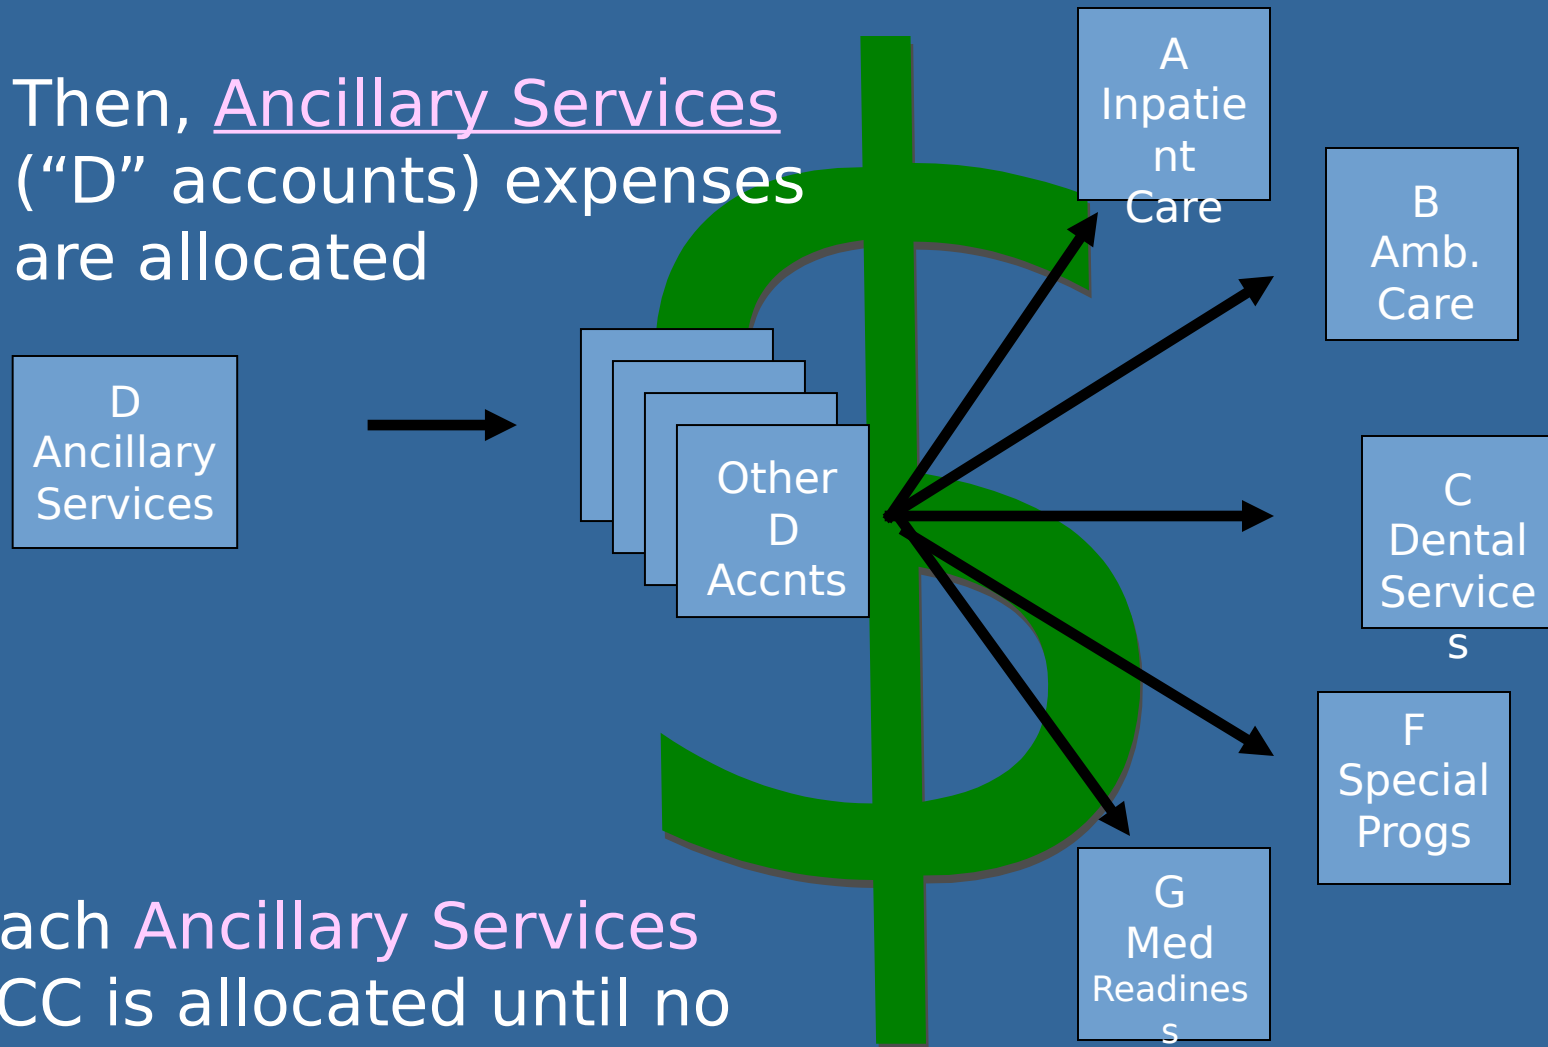 Then, Ancillary Services
(“D” accounts) expenses
are allocated
A
Inpatie
nt
Care
B
Amb.
Care
D
Ancillary
Services
Other
D
Accnts
C
Dental
Service
s
F
Special
Progs
G
Med
Readines
s
ach Ancillary Services
CC is allocated until no